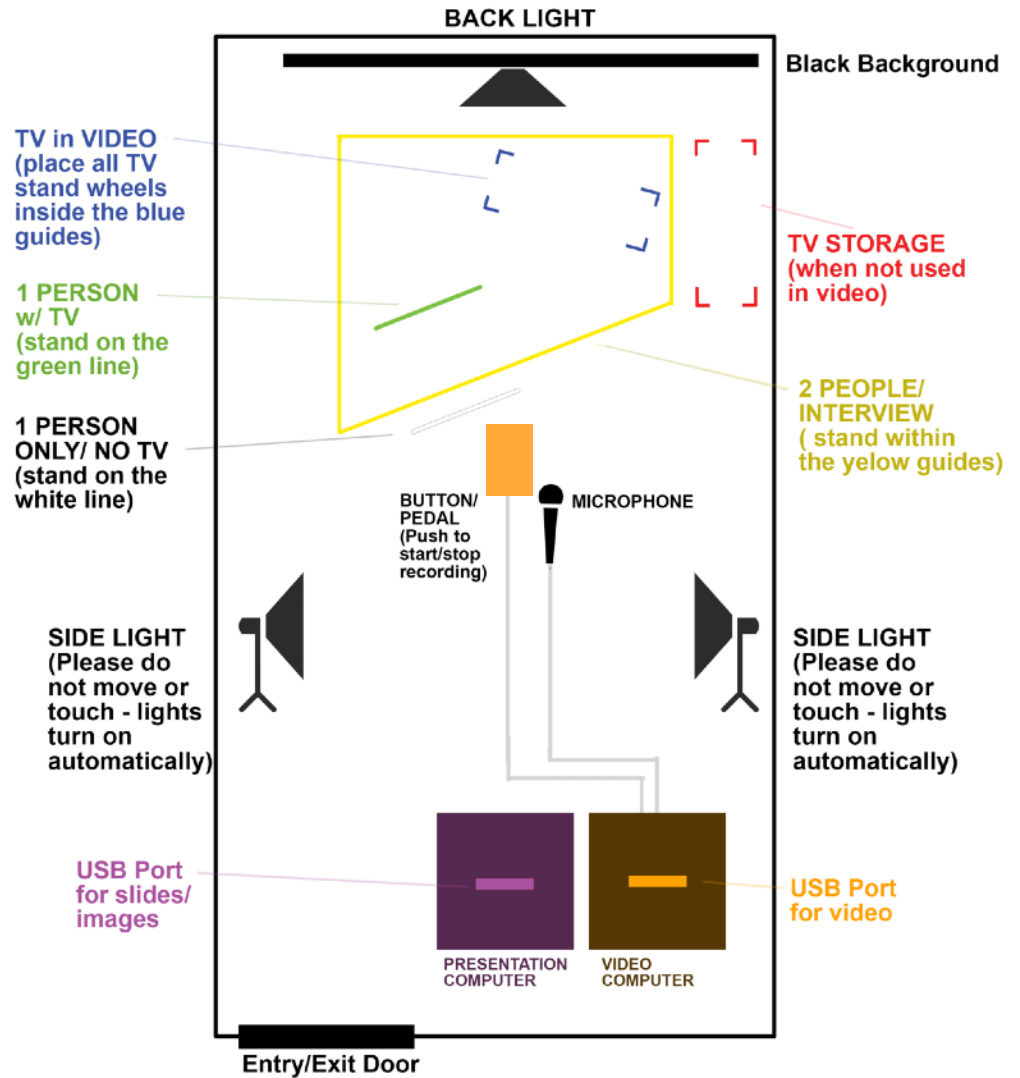 BACK LIGHT
Black Background
TV in VIDEO
(place all TV
stand wheels
inside the blue
guides)
TV STORAGE
(when not used
in video)
1 PERSON
w/ TV
(stand on the
green line)
2 PEOPLE/
INTERVIEW
( stand within
the yelow guides)
1 PERSON
ONLY/ NO TV
(stand on the
white line)
BUTTON/
PEDAL
(Push to
start/stop
recording)
MICROPHONE
SIDE LIGHT
(Please do
not move or
touch - lights
turn on
automatically)
SIDE LIGHT
(Please do
not move or
touch - lights
turn on
automatically)
USB Port
for slides/
images
USB Port
for video
PRESENTATION
COMPUTER
VIDEO
COMPUTER
Entry/Exit Door